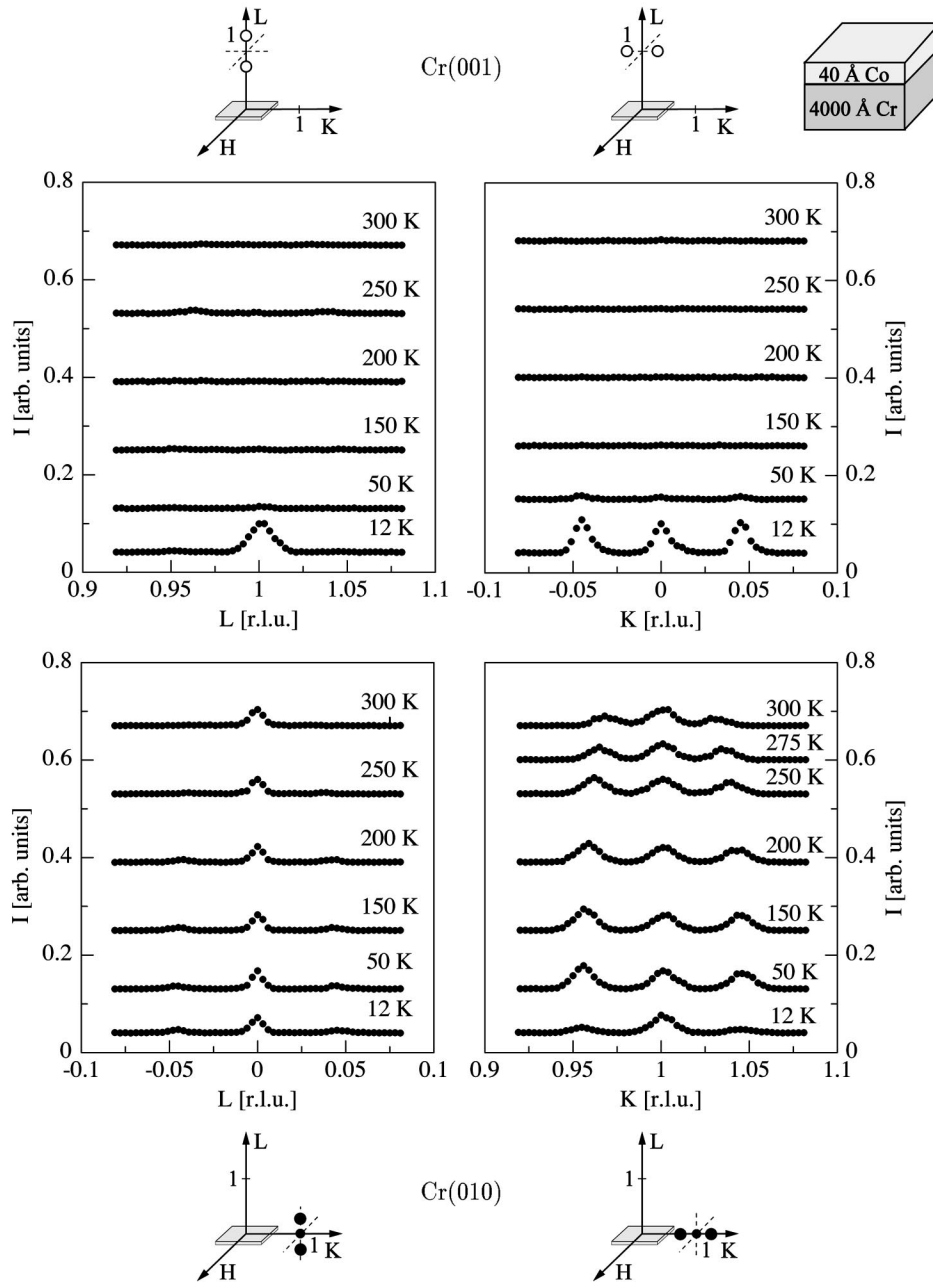 L
1
1
K
H
Cr(001)
L
1
1
K
H
40 Å Co
4000 Å Cr
0.8
0.6
0.4
0.2
0
I [arb. units]
300 K
250 K
200 K
150 K
50 K
12 K
0.9
0.95
1
1.05
1.1
L [r.l.u.]
300 K
250 K
200 K
150 K
50 K
12 K
0.8
0.6
0.4
0.2
0
I [arb. units]
-0.1
-0.05
0
0.05
0.1
K [r.l.u.]
0.8
0.6
0.4
0.2
0
I [arb. units]
300 K
250 K
200 K
150 K
50 K
12 K
-0.1
-0.05
0
0.05
0.1
L [r.l.u.]
300 K
275 K
250 K
200 K
150 K
50 K
12 K
0.8
0.6
0.4
0.2
0
I [arb. units]
0.9
0.95
1
1.05
1.1
K [r.l.u.]
L
1
1
K
H
Cr(010)
L
1
1
K
H